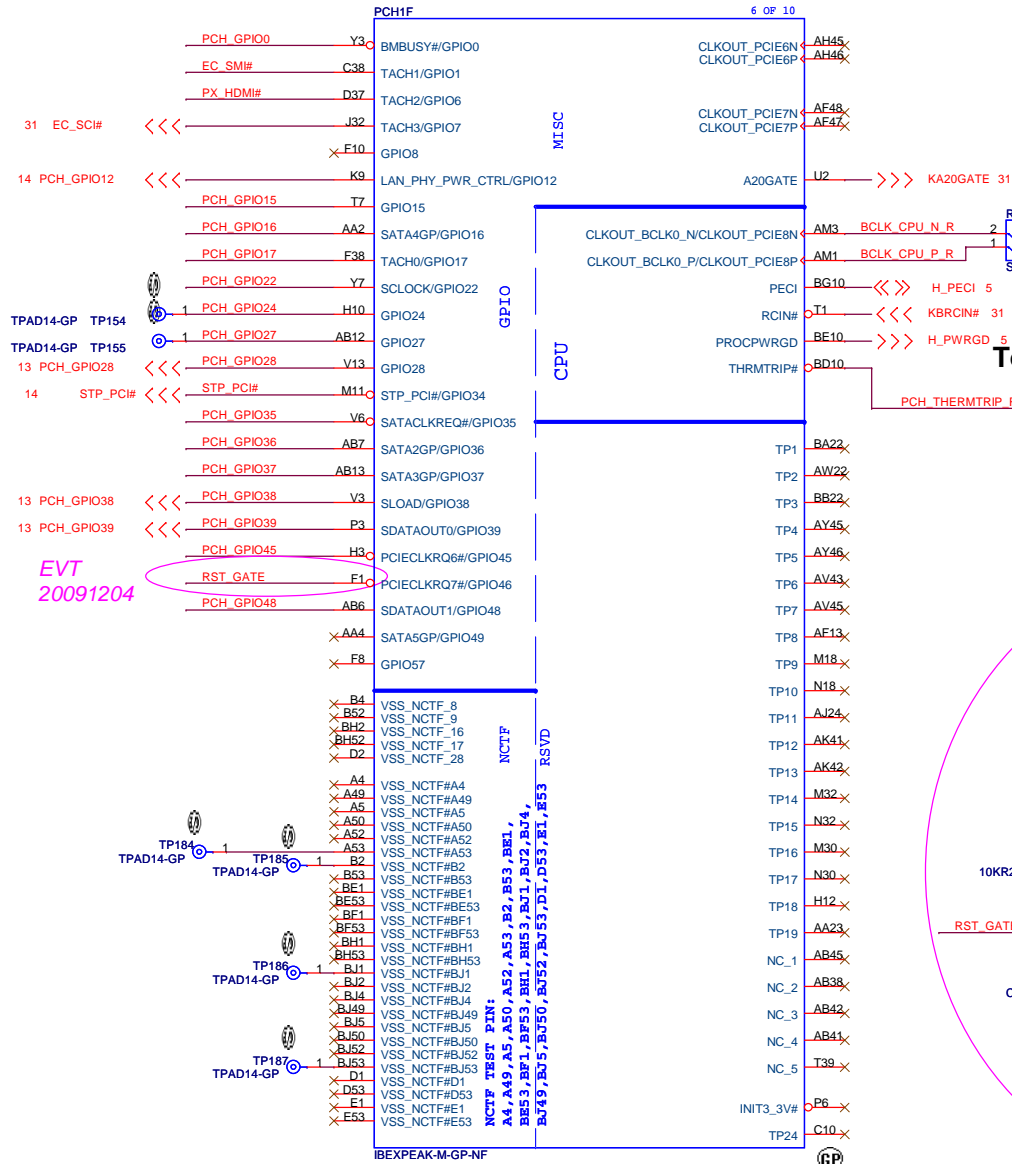 PCH1F
6 OF 10
PCH_GPIO0 Y3 BMBUSY#/GPIO0
EC_SMI# C38 TACH1/GPIO1
PX_HDMI# D37 TACH2/GPIO6
31 EC_SCI# J32 TACH3/GPIO7
F10 GPIO8
14 PCH_GPIO12 K9 LAN_PHY_PWR_CTRL/GPIO12
PCH_GPIO15 T7 GPIO15
PCH_GPIO16 AA2 SATA4GP/GPIO16
PCH_GPIO17 F38 TACH0/GPIO17
PCH_GPIO22 Y7 SCLOCK/GPIO22
TPAD14-GP TP154 1 PCH_GPIO24 H10 GPIO24
TPAD14-GP TP155 1 PCH_GPIO27 AB12 GPIO27
13 PCH_GPIO28 PCH_GPIO28 V13 GPIO28
14 STP_PCI# STP_PCI# M11 STP_PCI#/GPIO34
PCH_GPIO35 V6 SATACLKREQ#/GPIO35
PCH_GPIO36 AB7 SATA2GP/GPIO36
PCH_GPIO37 AB13 SATA3GP/GPIO37
13 PCH_GPIO38 PCH_GPIO38 V3 SLOAD/GPIO38
13 PCH_GPIO39 PCH_GPIO39 P3 SDATAOUT0/GPIO39
PCH_GPIO45 H3 PCIECLKRQ6#/GPIO45
EVT
20091204
RST_GATE F1 PCIECLKRQ7#/GPIO46
PCH_GPIO48 AB6 SDATAOUT1/GPIO48
AA4 SATA5GP/GPIO49
F8 GPIO57
B4 VSS_NCTF_8
B52 VSS_NCTF_9
BH2 VSS_NCTF_16
BH52 VSS_NCTF_17
D2 VSS_NCTF_28
A4 VSS_NCTF#A4
A49 VSS_NCTF#A49
A5 VSS_NCTF#A5
A50 VSS_NCTF#A50
A52 VSS_NCTF#A52
TP184 TPAD14-GP 1 A53 VSS_NCTF#A53
TP185 TPAD14-GP 1 B2 VSS_NCTF#B2
B53 VSS_NCTF#B53
BE1 VSS_NCTF#BE1
BE53 VSS_NCTF#BE53
BF1 VSS_NCTF#BF1
BF53 VSS_NCTF#BF53
BH1 VSS_NCTF#BH1
BH53 VSS_NCTF#BH53
TP186 TPAD14-GP 1 BJ1 VSS_NCTF#BJ1
BJ2 VSS_NCTF#BJ2
BJ4 VSS_NCTF#BJ4
BJ49 VSS_NCTF#BJ49
BJ5 VSS_NCTF#BJ5
BJ50 VSS_NCTF#BJ50
BJ52 VSS_NCTF#BJ52
TP187 TPAD14-GP 1 BJ53 VSS_NCTF#BJ53
D1 VSS_NCTF#D1
D53 VSS_NCTF#D53
E1 VSS_NCTF#E1
E53 VSS_NCTF#E53
MISC
GPIO
CPU
NCTF
RSVD
NCTF TEST PIN:
A4,A49,A5,A50,A52,A53,B2,B53,BE1,
BE53,BF1,BF53,BH1,BH53,BJ1,BJ2,BJ4,
BJ49,BJ5,BJ50,BJ52,BJ53,D1,D53,E1,E53
CLKOUT_PCIE6N AH45
CLKOUT_PCIE6P AH46
CLKOUT_PCIE7N AF48
CLKOUT_PCIE7P AF47
A20GATE U2 KA20GATE 31
CLKOUT_BCLK0_N/CLKOUT_PCIE8N AM3 BCLK_CPU_N_R 2
CLKOUT_BCLK0_P/CLKOUT_PCIE8P AM1 BCLK_CPU_P_R 1
PECI BG10 H_PECI 5
RCIN# T1 KBRCIN# 31
PROCPWRGD BE10 H_PWRGD 5
THRMTRIP# BD10
TP1 BA22
TP2 AW22
TP3 BB22
TP4 AY45
TP5 AY46
TP6 AV43
TP7 AV45
TP8 AF13
TP9 M18
TP10 N18
TP11 AJ24
TP12 AK41
TP13 AK42
TP14 M32
TP15 N32
TP16 M30
TP17 N30
TP18 H12
TP19 AA23
NC_1 AB45
NC_2 AB38
NC_3 AB42
NC_4 AB41
NC_5 T39
INIT3_3V# P6
TP24 C10
IBEXPEAK-M-GP-NF
GP